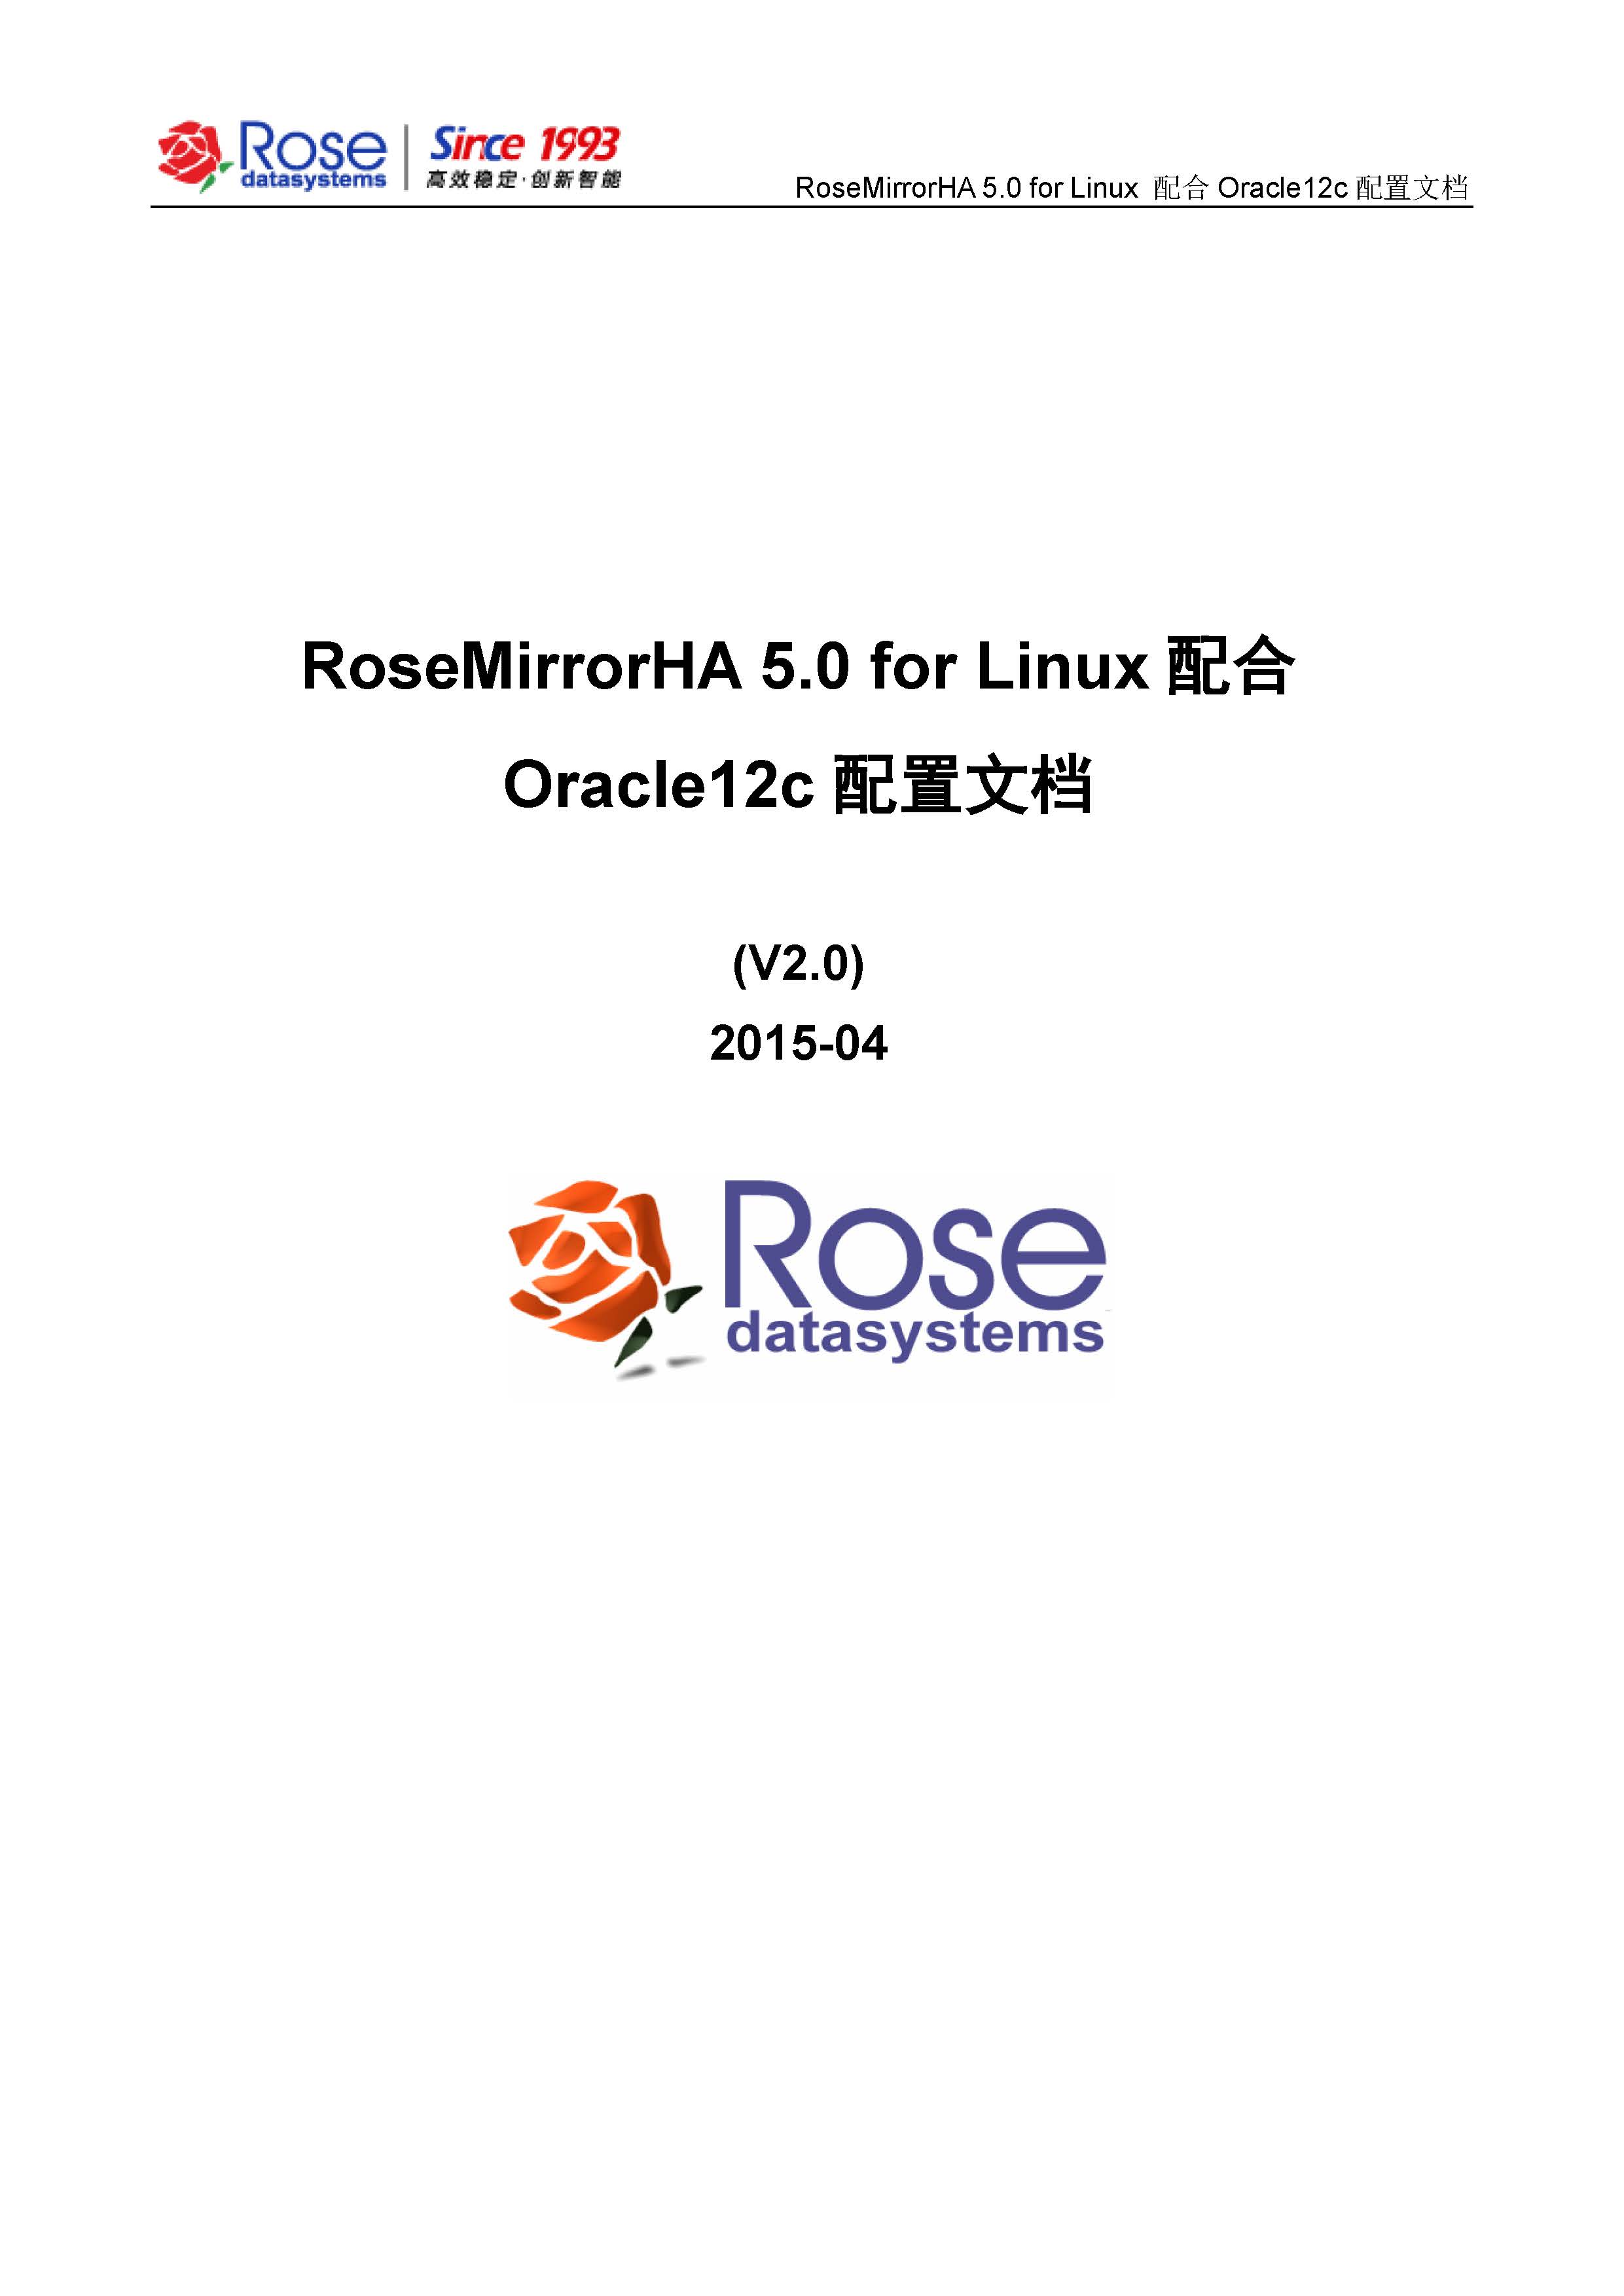 Rose
datasystems
Since 1993
高效稳定·创新智能
RoseMirrorHA 5.0 for Linux 配合 Oracle12c 配置文档
RoseMirrorHA 5.0 for Linux 配合
Oracle12c 配置文档
(V2.0)
2015-04
Rose
datasystems